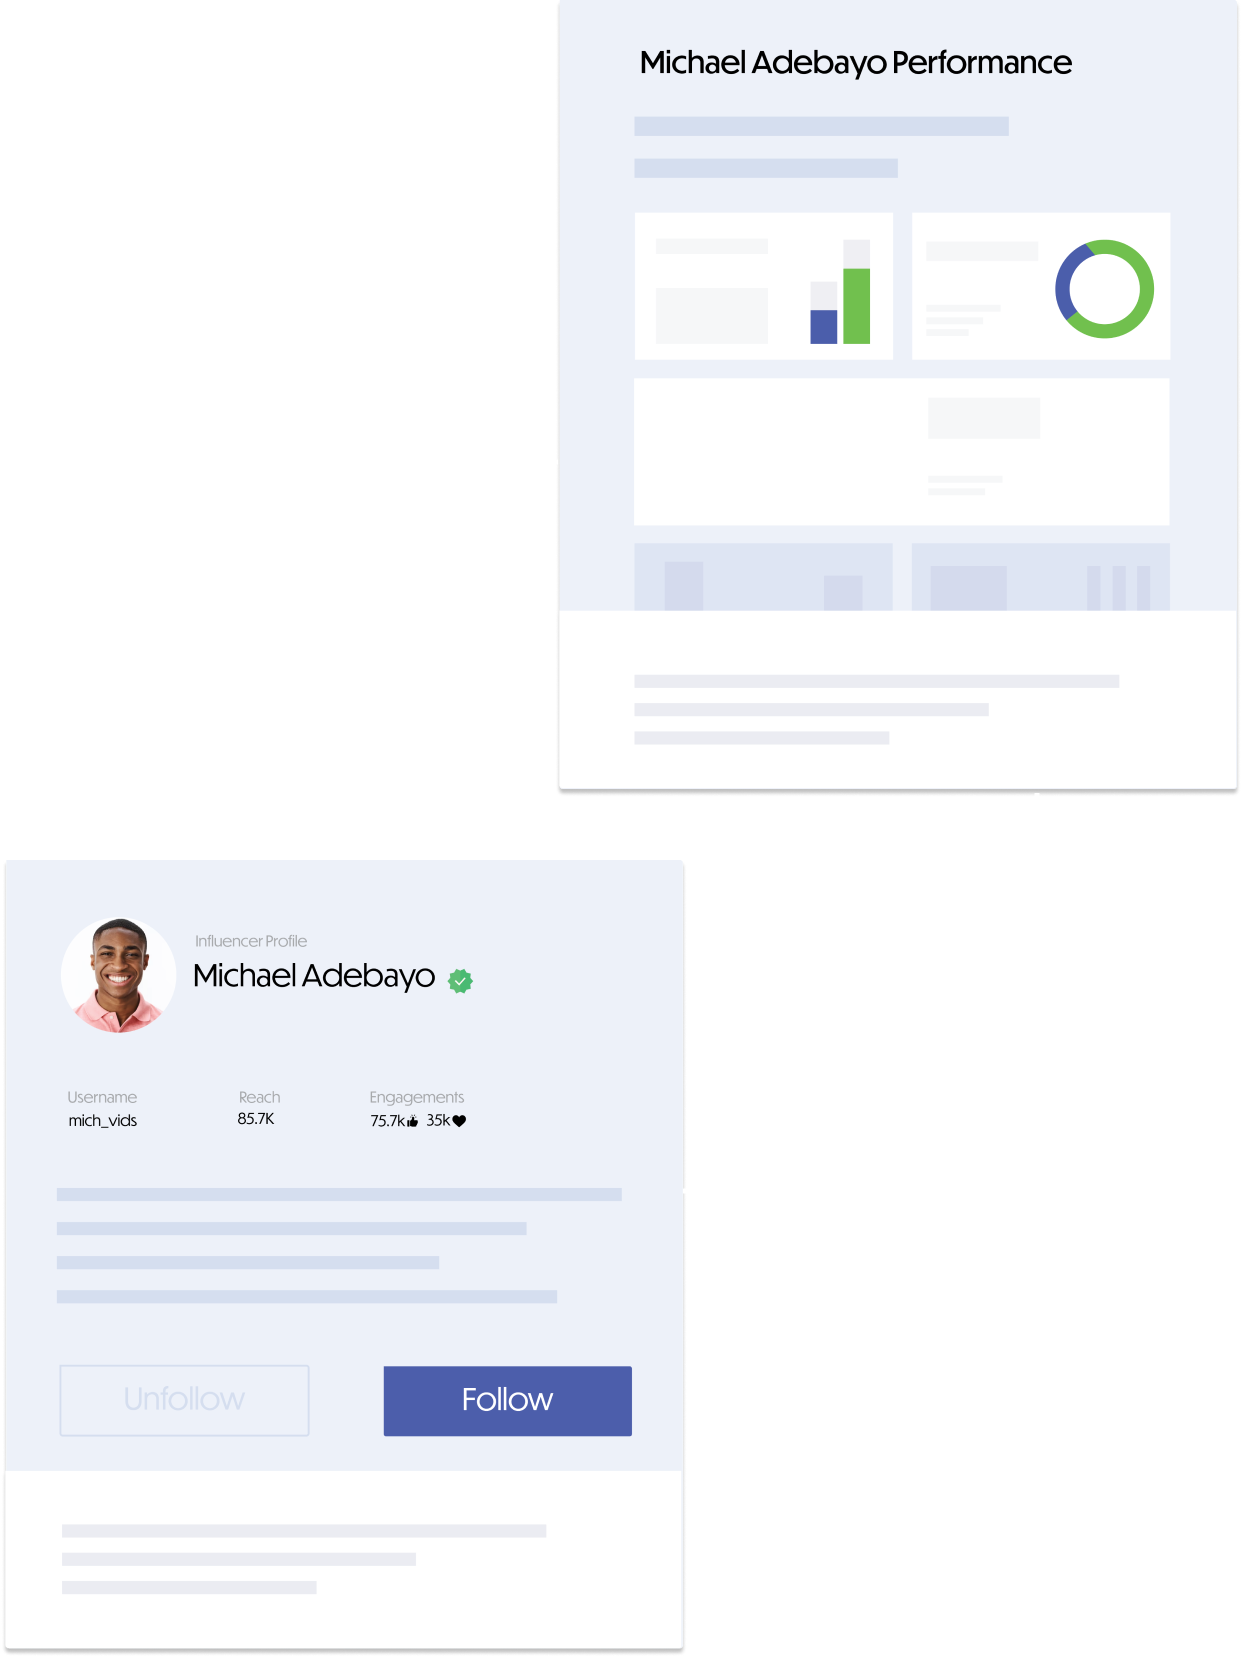 Michael Adebayo Performance
Influencer Profile
Michael Adebayo
Username Reach Engagements
mich_vids 85.7K 75.7k 35k
Unfollow Follow